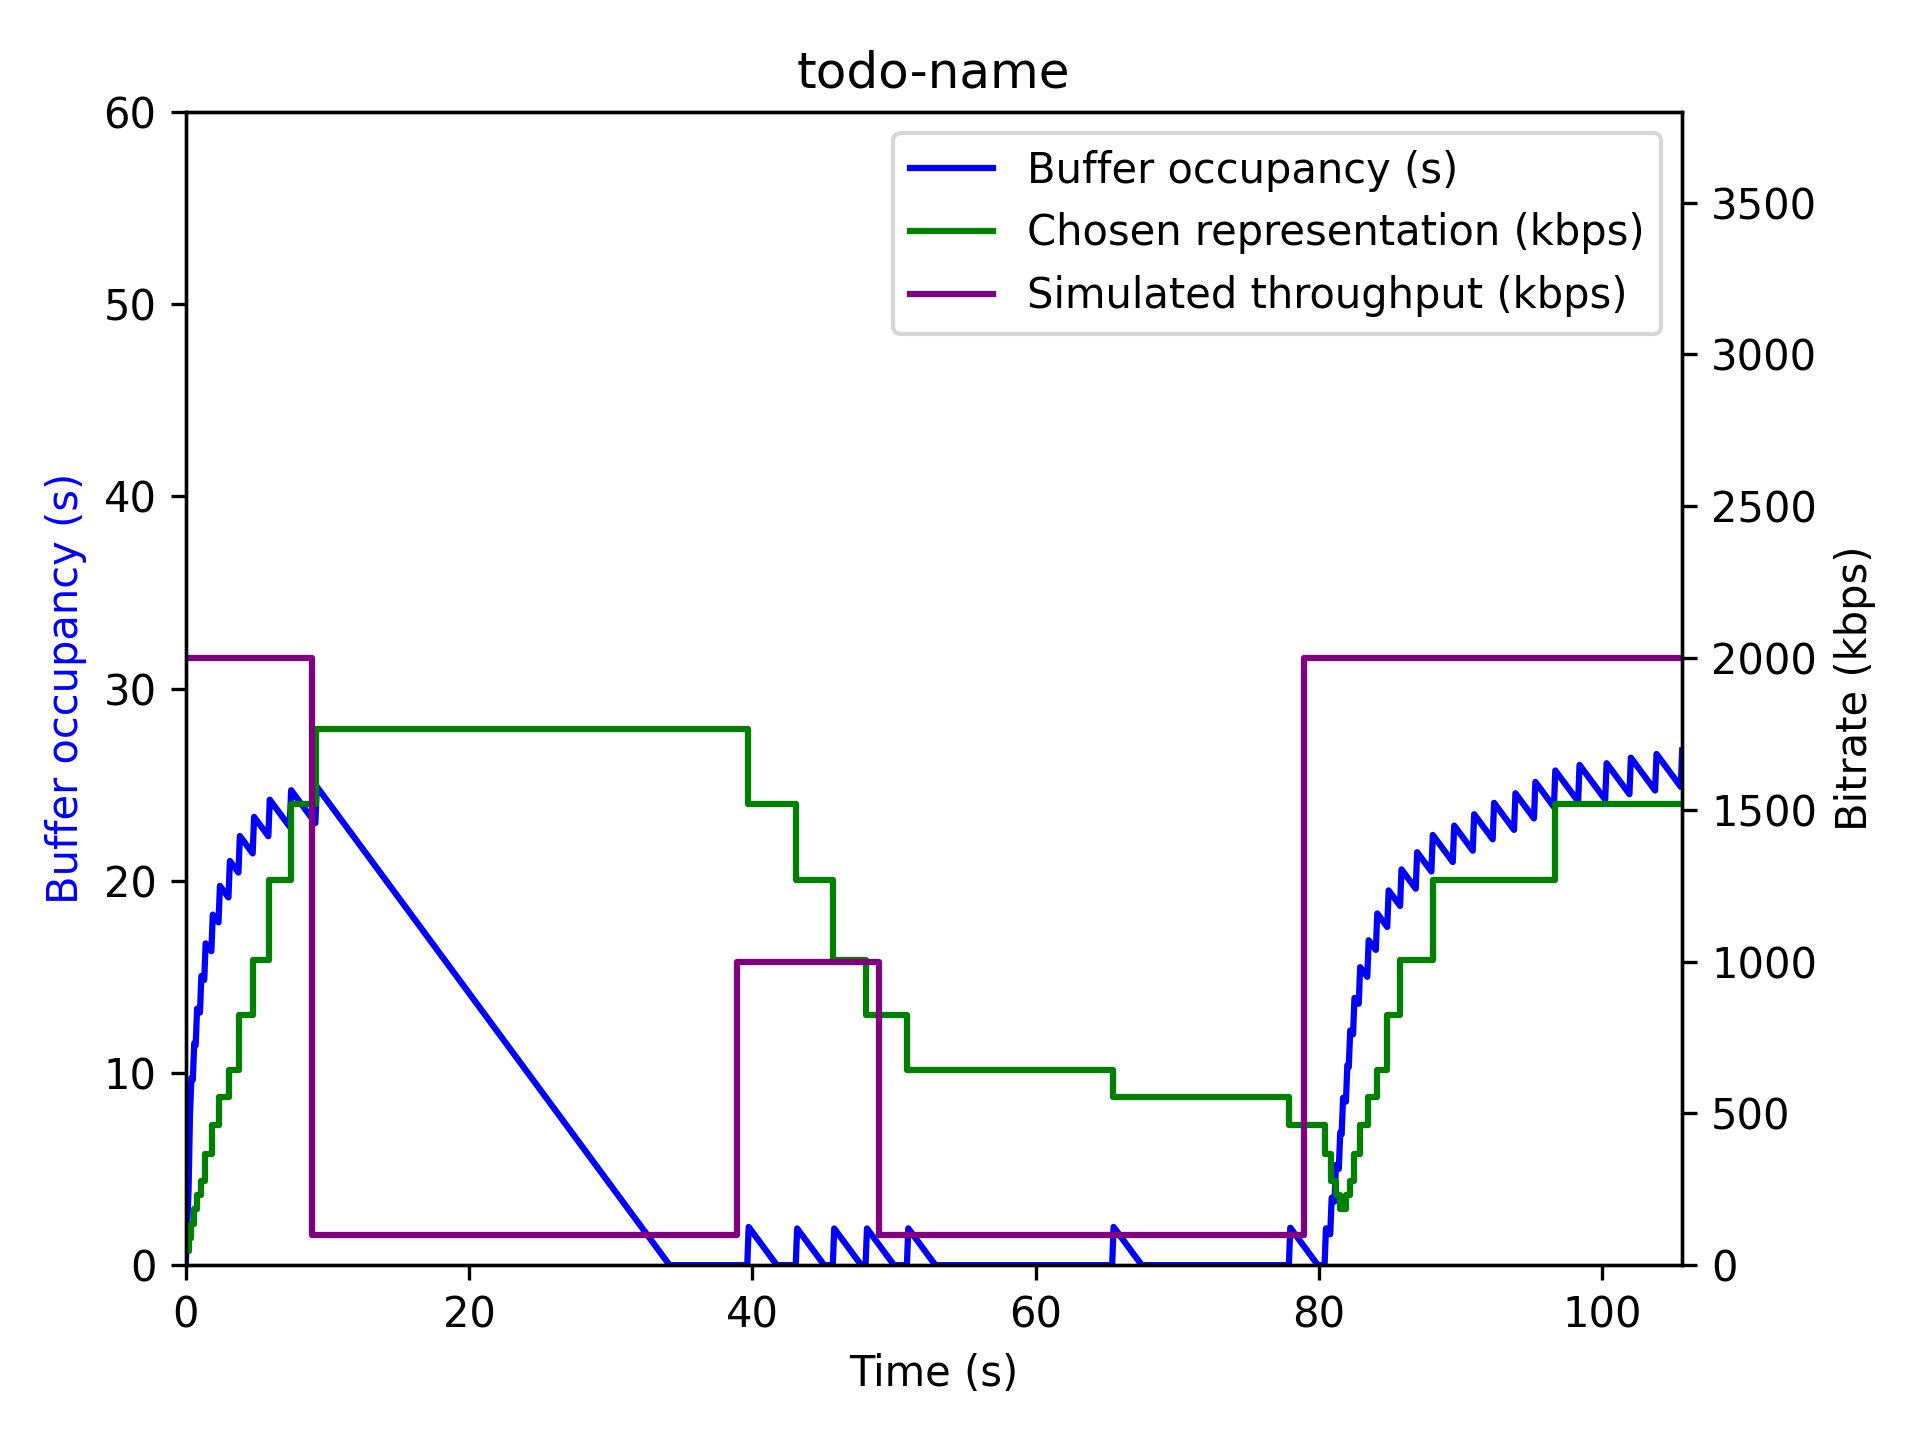 todo-name
Buffer occupancy (s)
Chosen representation (kbps)
Simulated throughput (kbps)
60
50
40
30
20
10
0
Buffer occupancy (s)
3500
3000
2500
2000
1500
1000
500
0
Bitrate (kbps)
0 20 40 60 80 100
Time (s)